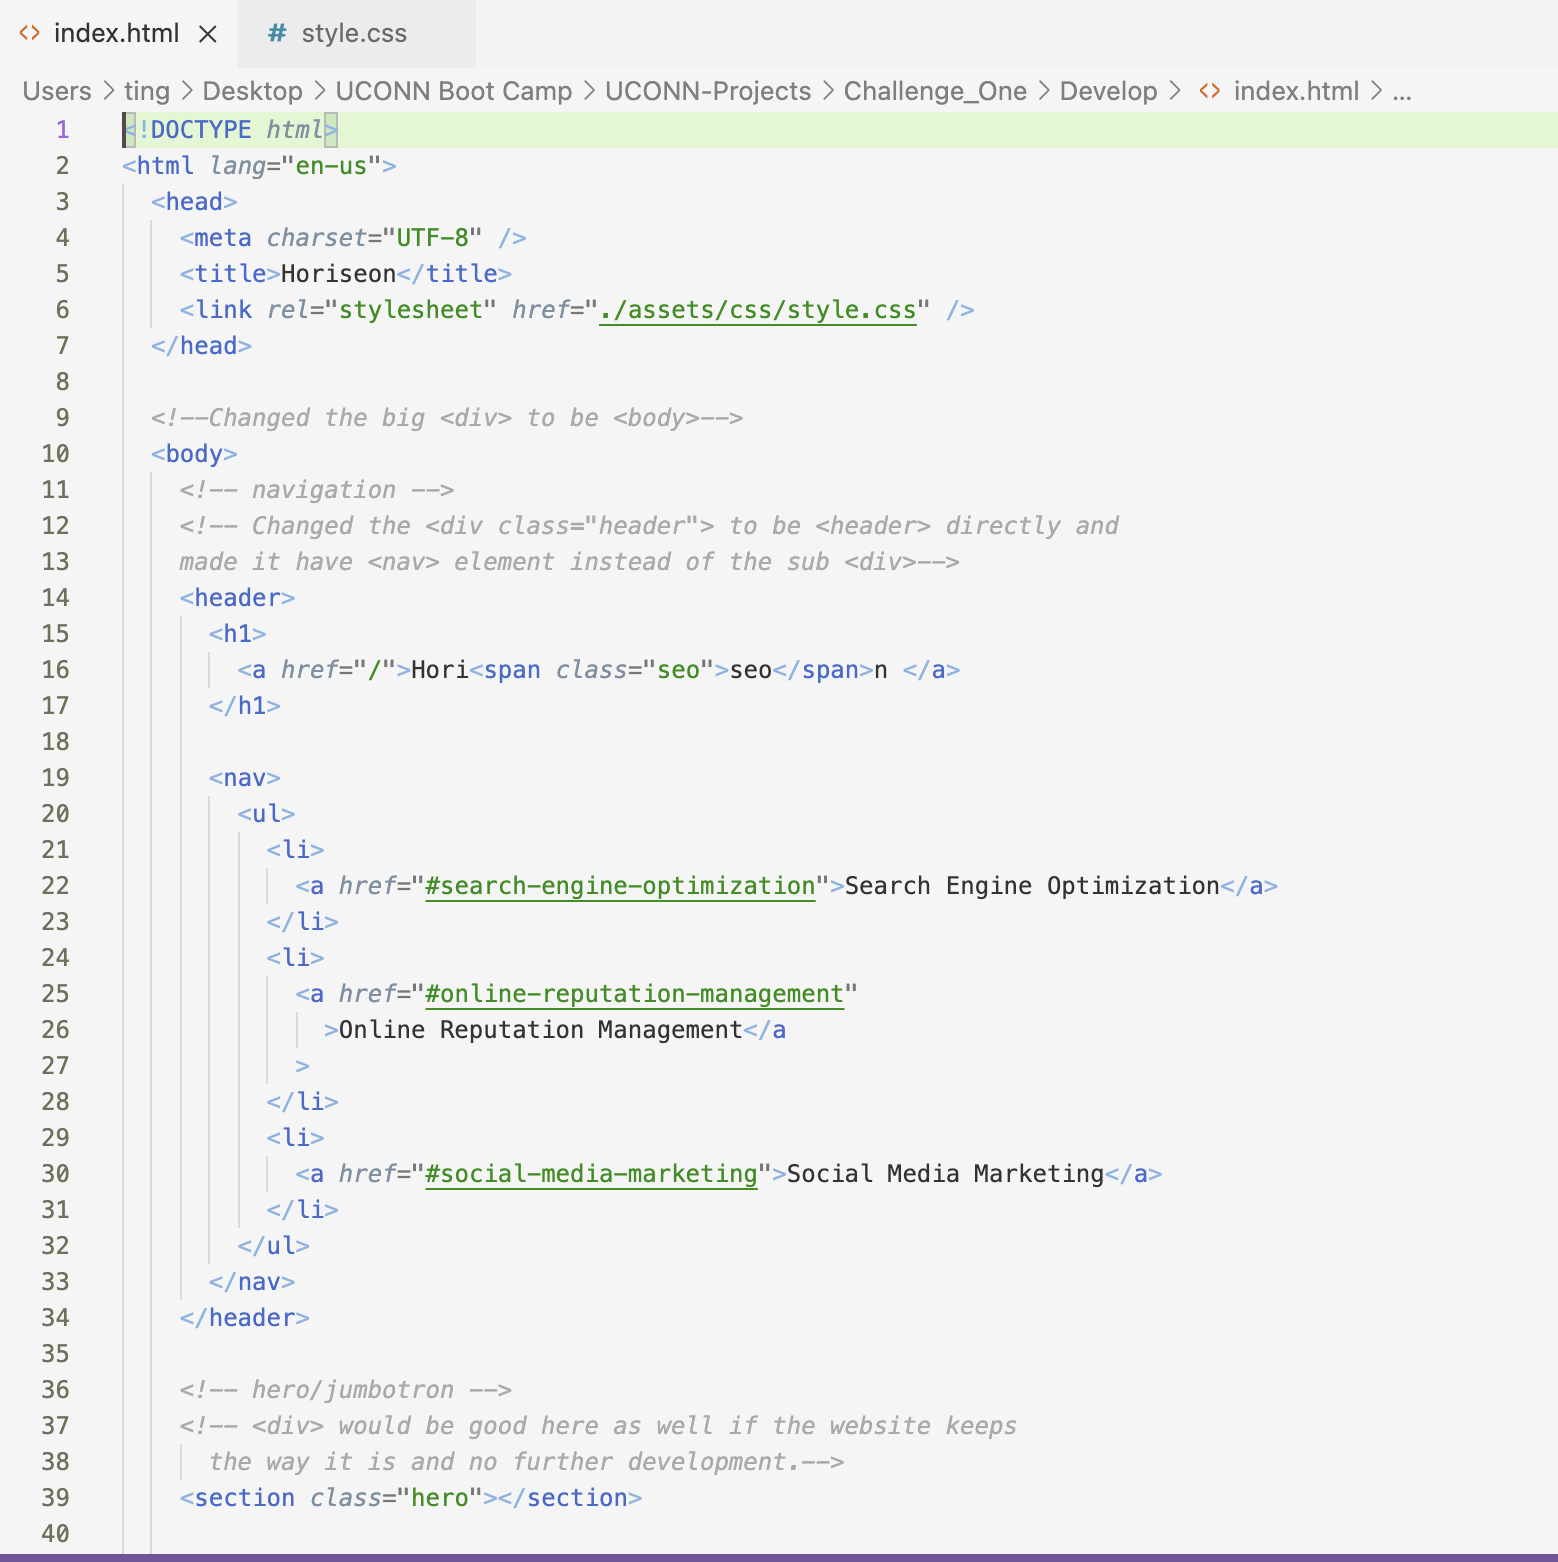 index.html
style.css
Users > ting > Desktop > UCONN Boot Camp > UCONN-Projects > Challenge_One > Develop > index.html > ...
1 <!DOCTYPE html>
2 <html lang="en-us">
3 <head>
4 <meta charset="UTF-8" />
5 <title>Horiseon</title>
6 <link rel="stylesheet" href="./assets/css/style.css" />
7 </head>
8
9 <!--Changed the big <div> to be <body>-->
10 <body>
11 <!-- navigation -->
12 <!-- Changed the <div class="header"> to be <header> directly and
13 made it have <nav> element instead of the sub <div>-->
14 <header>
15 <h1>
16 <a href="/">Hori<span class="seo">seo</span>n </a>
17 </h1>
18
19 <nav>
20 <ul>
21 <li>
22 <a href="#search-engine-optimization">Search Engine Optimization</a>
23 </li>
24 <li>
25 <a href="#online-reputation-management"
26 >Online Reputation Management</a
27 >
28 </li>
29 <li>
30 <a href="#social-media-marketing">Social Media Marketing</a>
31 </li>
32 </ul>
33 </nav>
34 </header>
35
36 <!-- hero/jumbotron -->
37 <!-- <div> would be good here as well if the website keeps
38 the way it is and no further development.-->
39 <section class="hero"></section>
40